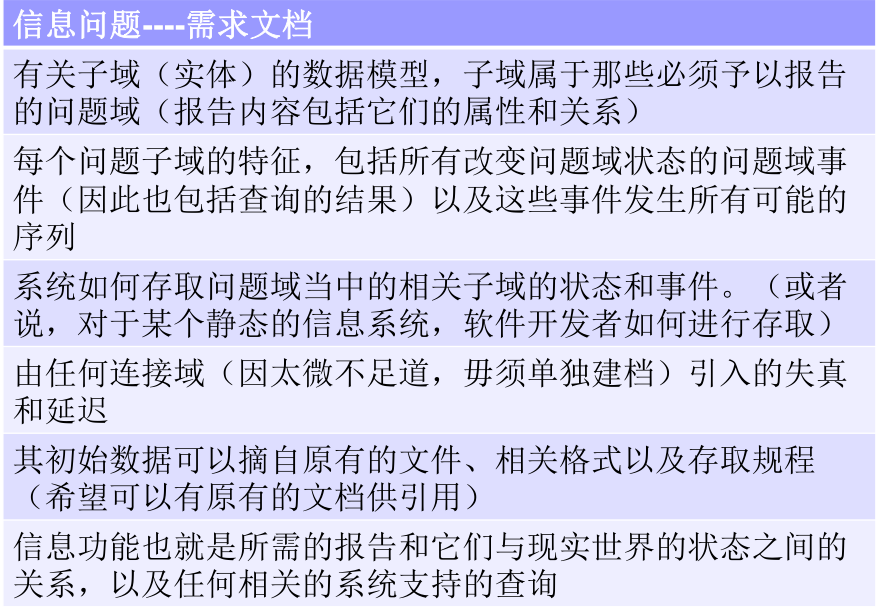 信息问题----需求文档
有关子域（实体）的数据模型，子域属于那些必须予以报告
的问题域（报告内容包括它们的属性和关系）
每个问题子域的特征，包括所有改变问题域状态的问题域事
件（因此也包括查询的结果）以及这些事件发生所有可能的
序列
系统如何存取问题域当中的相关子域的状态和事件。（或者
说，对于某个静态的信息系统，软件开发者如何进行存取）
由任何连接域（因太微不足道，毋须单独建档）引入的失真
和延迟
其初始数据可以摘自原有的文件、相关格式以及存取规程
（希望可以有原有的文档供引用）
信息功能也就是所需的报告和它们与现实世界的状态之间的
关系，以及任何相关的系统支持的查询